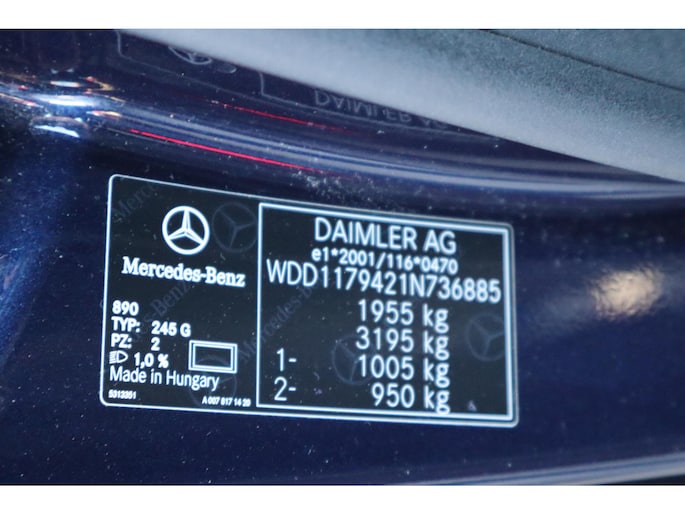 Mercedes-Benz
890
TYP: 245 G
PZ: 2
1,0 %
Made in Hungary
5313351
A 007 817 14 20
DAIMLER AG
e1*2001/116*0470
WDD1179421N736885
1955 kg
3195 kg
1- 1005 kg
2- 950 kg